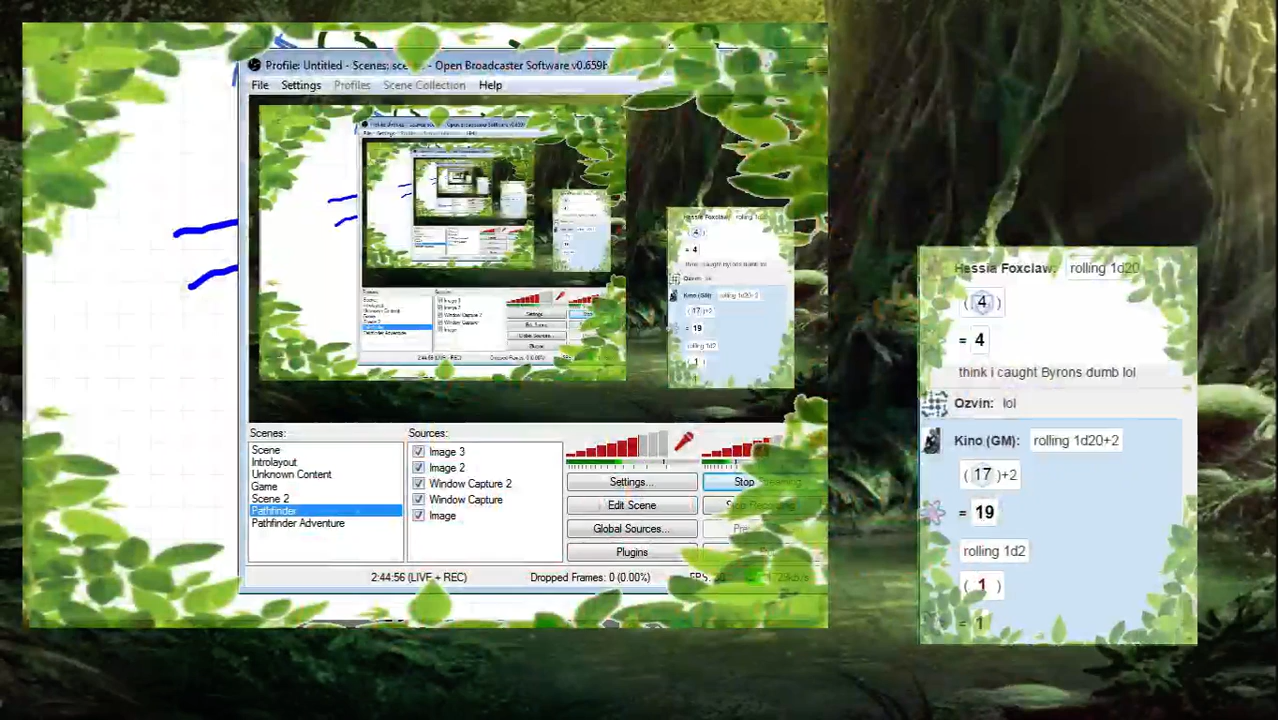 Profile: Untitled - Scenes: sce - Open Broadcaster Software v0.659b
File Settings Profiles Scene Collection Help
Scenes:
Scene
Introlayout
Unknown Content
Game
Scene 2
Pathfinder
Pathfinder Adventure
Sources:
Image 3
Image 2
Window Capture 2
Window Capture
Image
Settings...
Stop Streaming
Edit Scene
Stop Recording
Global Sources...
Plugins
2:44:56 (LIVE + REC)
Dropped Frames: 0 (0.00%)
Hessia Foxclaw: rolling 1d20
(4)
= 4
think i caught Byrons dumb lol
Ozvin: lol
Kino (GM): rolling 1d20+2
(17)+2
= 19
rolling 1d2
(1)
= 1